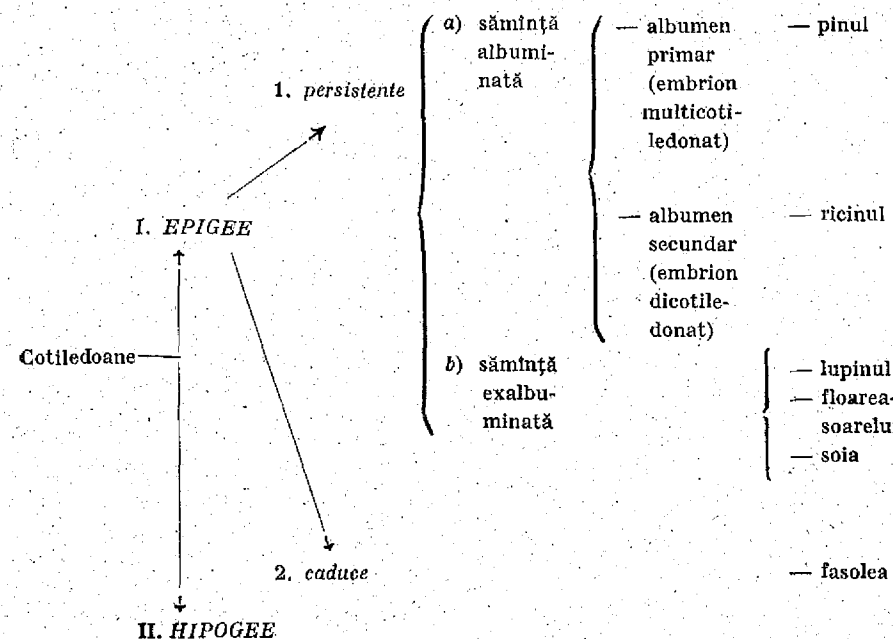 a) sămînță
albumi-
nată
— albumen
primar
(embrion
multicoti-
ledonat)
— pinul
1. persistente
I. EPIGEE
— albumen
secundar
(embrion
dicotile-
donat)
— ricinul
Cotiledoane
b) sămînță
exalbu-
minată
— lupinul
— floarea-
soarelu
— soia
2. caduce
— fasolea
II. HIPOGEE